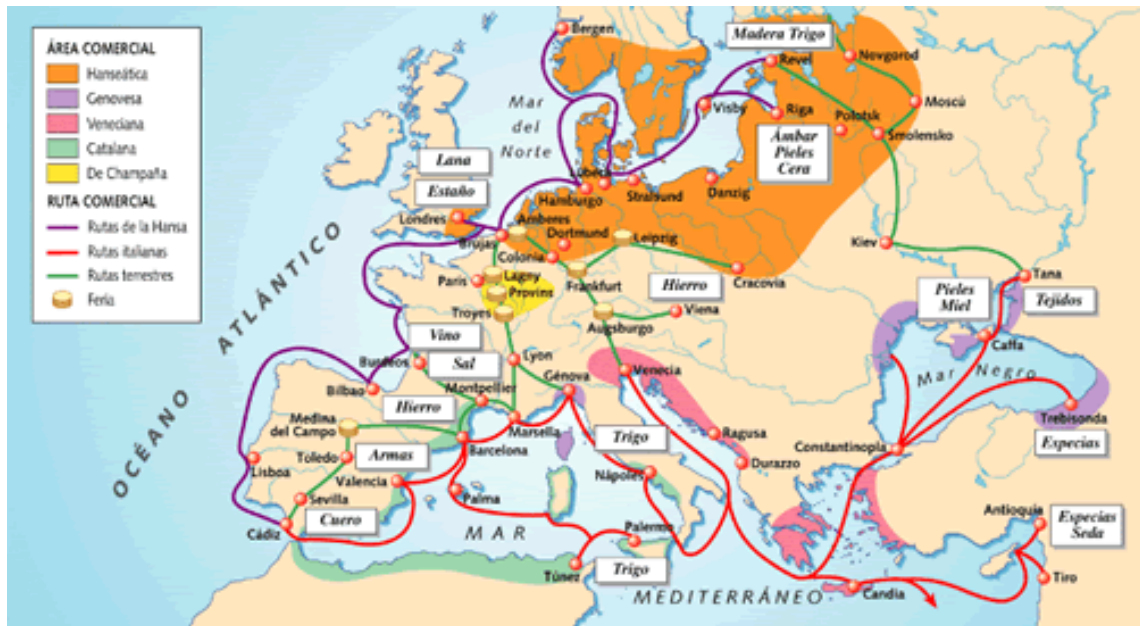 ÁREA COMERCIAL
Hanseática
Genovesa
Veneciana
Catalana
De Champaña
RUTA COMERCIAL
Rutas de la Hansa
Rutas italianas
Rutas terrestres
Feria
Bergen
Madera Trigo
Revel
Novgorod
Mar
del
Norte
Visby
Riga
Polotsk
Moscú
Smolensko
Ámbar
Pieles
Cera
Lana
Estaño
Londres
Lübeck
Hamburgo
Stralsund
Danzig
Amberes
Brujas
Dortmund
Leipzig
Colonia
Cracovia
Kiev
París
Lagny
Provins
Troyes
Frankfurt
Hierro
Viena
Augsburgo
Pieles
Miel
Tana
Tejidos
Caffa
Mar Negro
OCÉANO ATLÁNTICO
Vino
Burdeos
Sal
Lyon
Génova
Venecia
Bilbao
Hierro
Montpellier
Marsella
Medina
del Campo
Barcelona
Trigo
Ragusa
Durazzo
Constantinopla
Trebisonda
Especias
Lisboa
Toledo
Armas
Valencia
Nápoles
Sevilla
Cuero
Cádiz
Palma
MAR
Palermo
Túnez
Trigo
MEDITERRÁNEO
Candia
Antioquía
Especias
Seda
Tiro